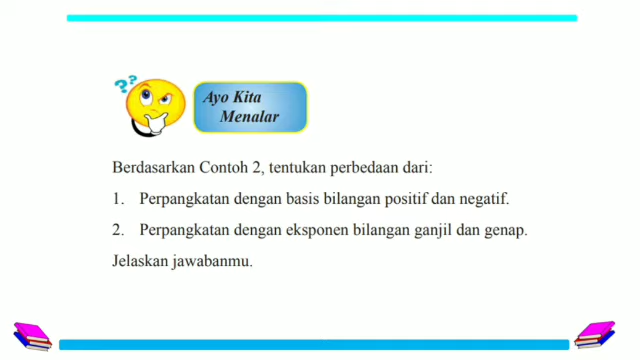 ??
Ayo Kita
Menalar
Berdasarkan Contoh 2, tentukan perbedaan dari:
1. Perpangkatan dengan basis bilangan positif dan negatif.
2. Perpangkatan dengan eksponen bilangan ganjil dan genap.
Jelaskan jawabanmu.